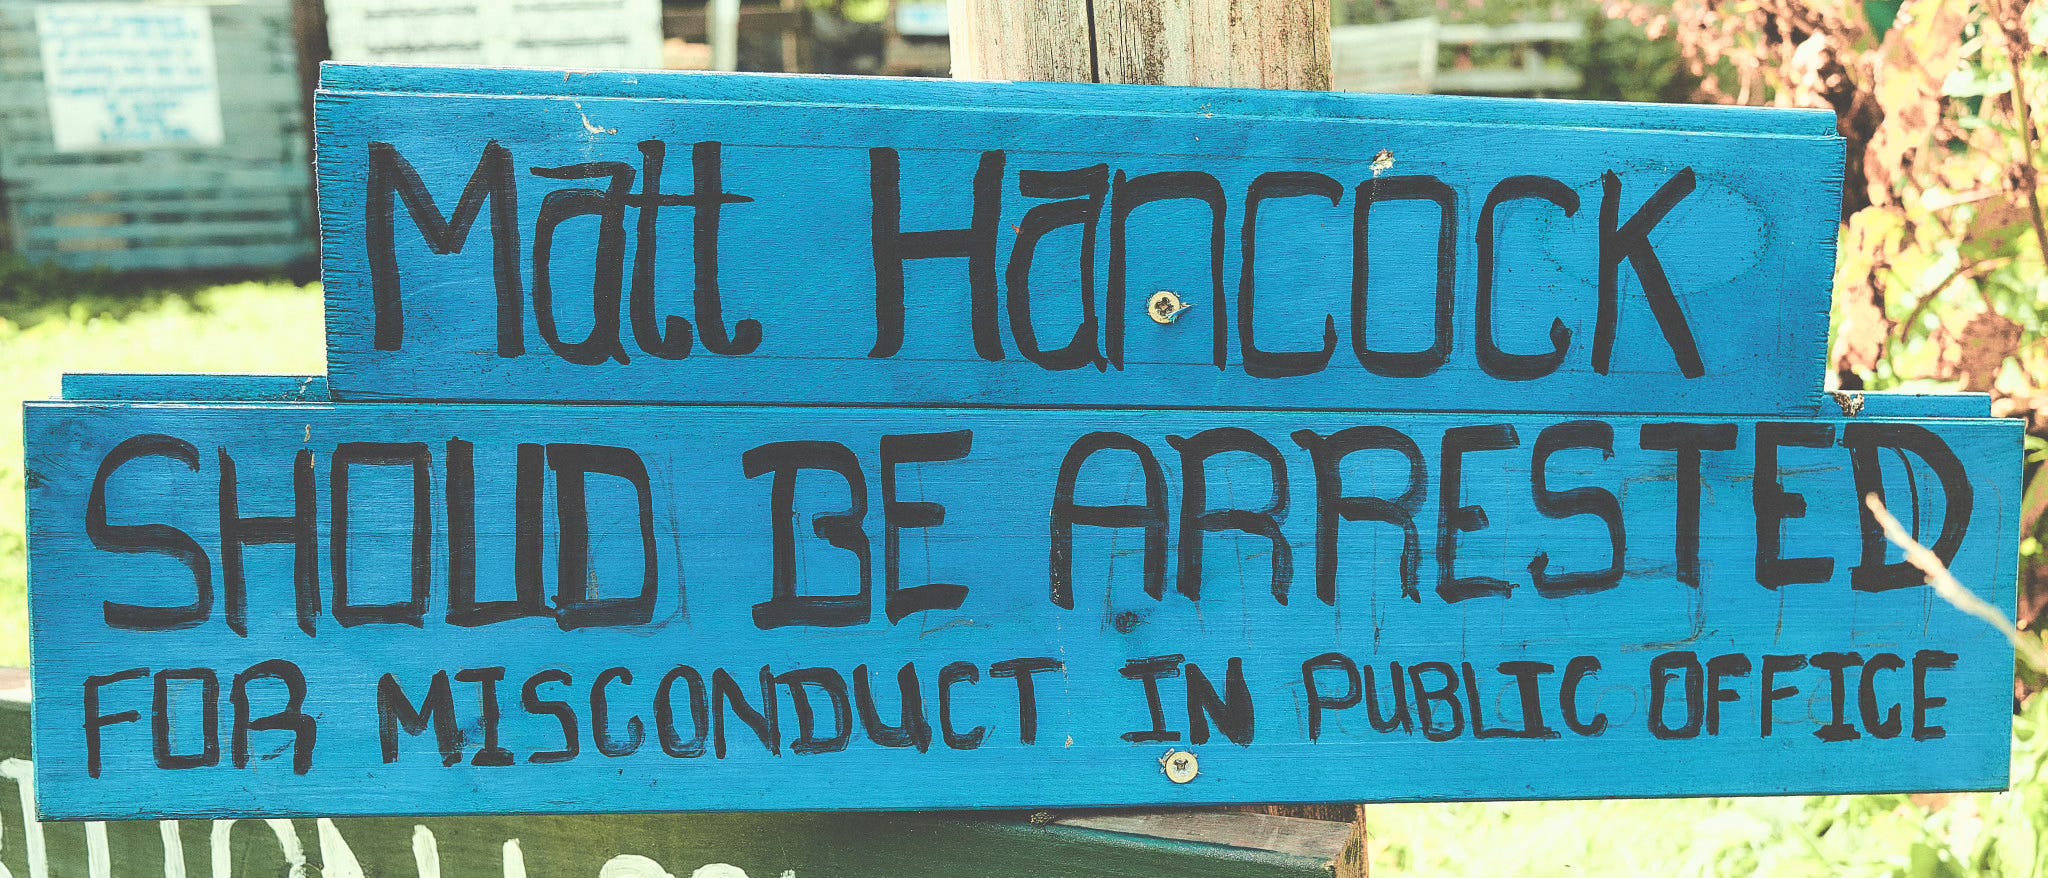 Matt Hancock
SHOUD BE ARRESTED
FOR MISCONDUCT IN PUBLIC OFFICE